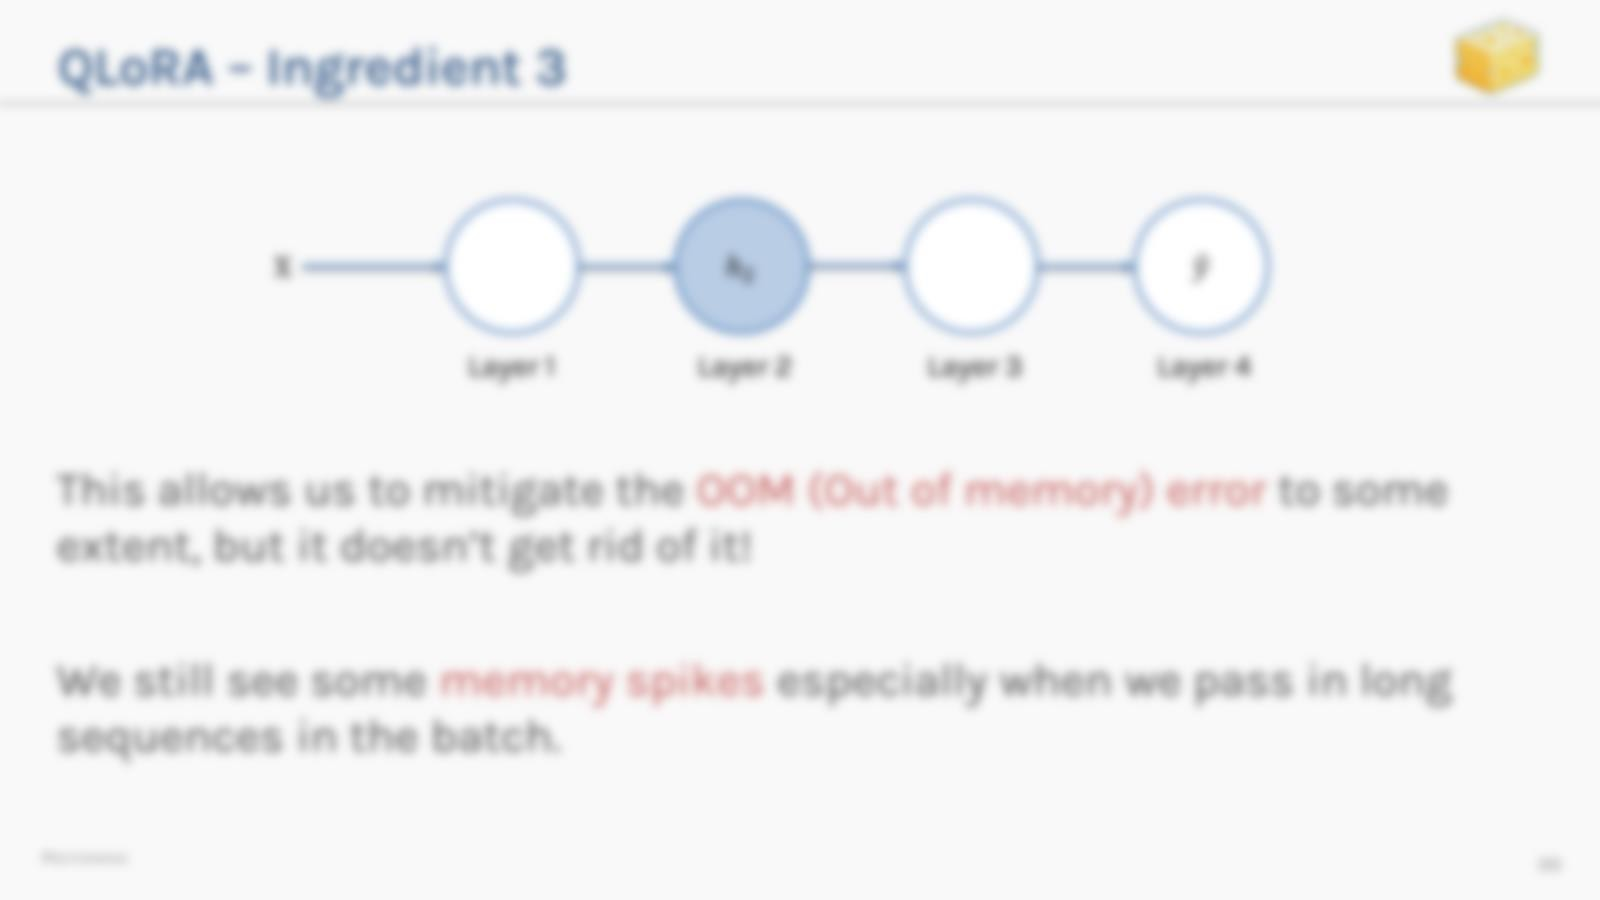 QLoRA – Ingredient 3
X
ŷ
Layer 1
Layer 2
Layer 3
Layer 4
This allows us to mitigate the OOM (Out of memory) error to some
extent, but it doesn't get rid of it!
We still see some memory spikes especially when we pass in long
sequences in the batch.